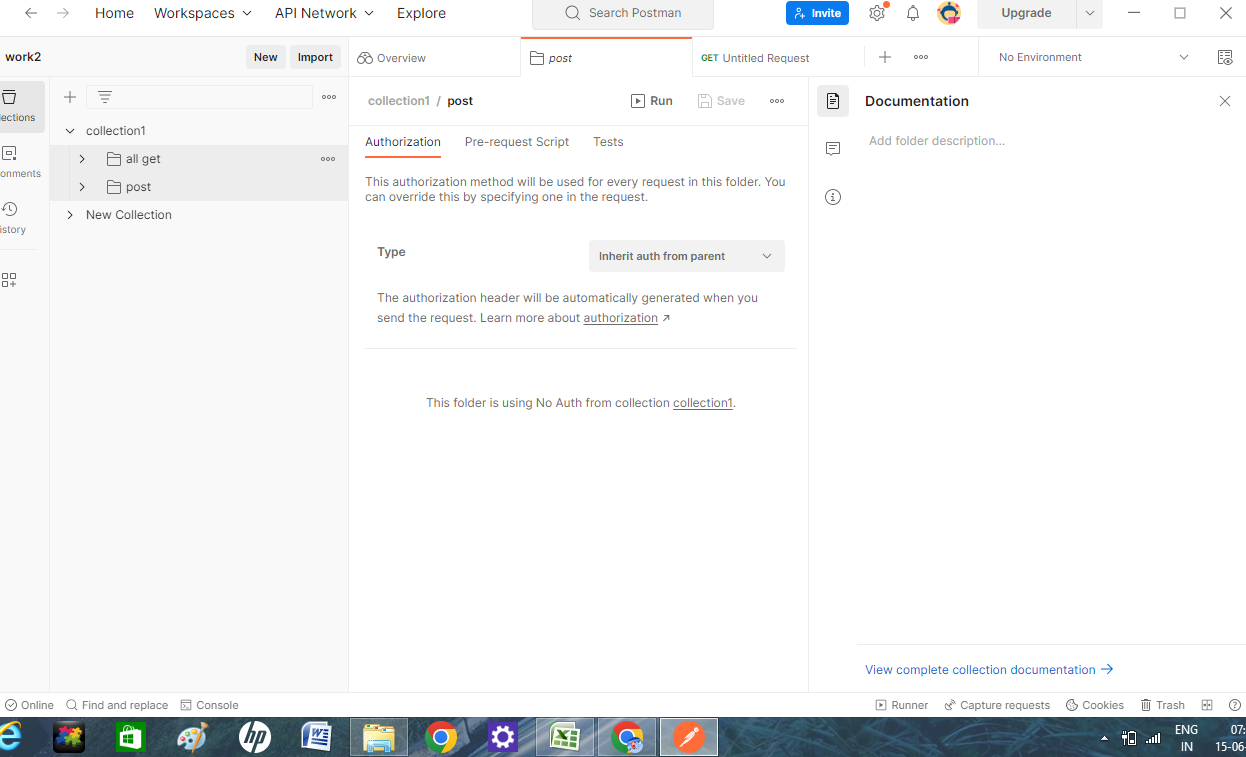 Home Workspaces API Network Explore Search Postman Invite Upgrade
work2 New Import Overview post GET Untitled Request No Environment
collection1 / post Run Save
Documentation
Add folder description...
lections
onments
istory
collection1
all get
post
New Collection
Authorization Pre-request Script Tests
This authorization method will be used for every request in this folder. You
can override this by specifying one in the request.
Type Inherit auth from parent
The authorization header will be automatically generated when you
send the request. Learn more about authorization ↗
This folder is using No Auth from collection collection1.
View complete collection documentation →
Online Find and replace Console Runner Capture requests Cookies Trash
hp
ENG 07:
IN 15-06-